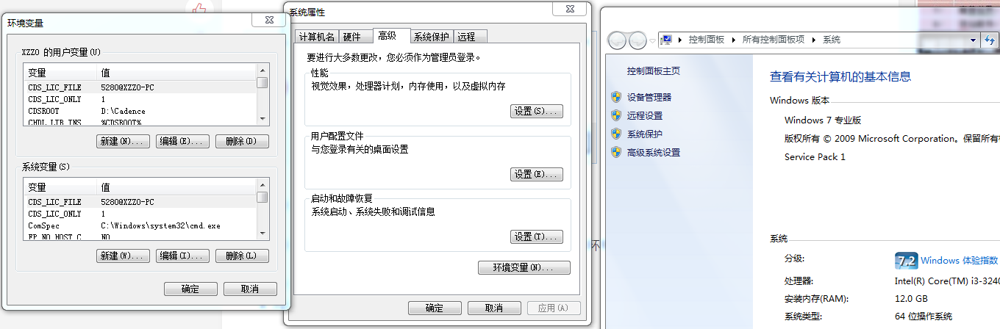 环境变量
XZZO 的用户变量(U)
变量 值
CDS_LIC_FILE 5280@XZZO-PC
CDS_LIC_ONLY 1
CDSROOT D:\Cadence
CHDL_LIB_INS %CDSROOT%
新建(N)... 编辑(E)... 删除(D)
系统变量(S)
变量 值
CDS_LIC_FILE 5280@XZZO-PC
CDS_LIC_ONLY 1
ComSpec C:\Windows\system32\cmd.exe
FP_NO_HOST_C NO
新建(W)... 编辑(I)... 删除(L)
确定 取消
系统属性
计算机名 硬件 高级 系统保护 远程
要进行大多数更改，您必须作为管理员登录。
性能
视觉效果，处理器计划，内存使用，以及虚拟内存
设置(S)...
用户配置文件
与您登录有关的桌面设置
设置(E)...
启动和故障恢复
系统启动、系统失败和调试信息
设置(T)...
环境变量(N)...
确定 取消 应用(A)
控制面板 所有控制面板项 系统
控制面板主页
设备管理器
远程设置
系统保护
高级系统设置
查看有关计算机的基本信息
Windows 版本
Windows 7 专业版
版权所有 © 2009 Microsoft Corporation。保留所有
Service Pack 1
系统
分级: 7.2 Windows 体验指数
处理器: Intel(R) Core(TM) i3-3240
安装内存(RAM): 12.0 GB
系统类型: 64 位操作系统